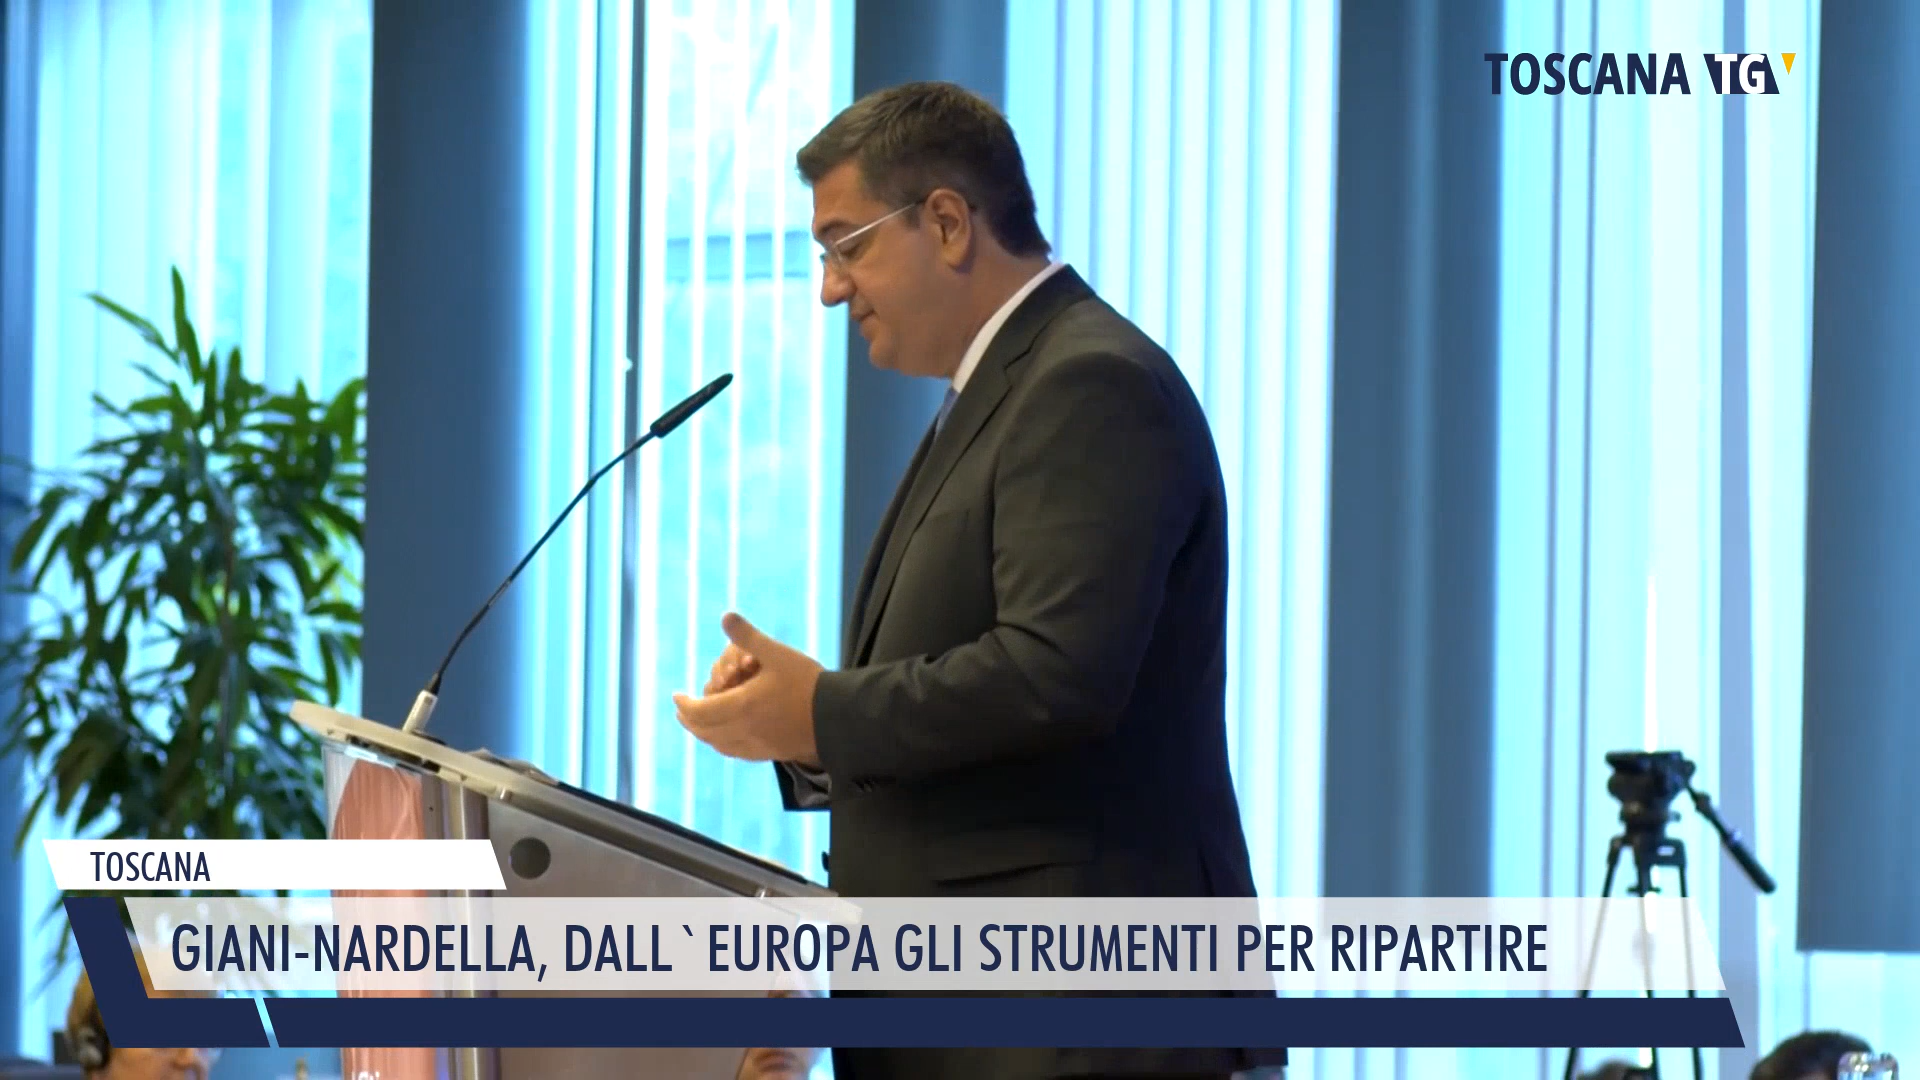 TOSCANA TG
TOSCANA
GIANI-NARDELLA, DALL`EUROPA GLI STRUMENTI PER RIPARTIRE